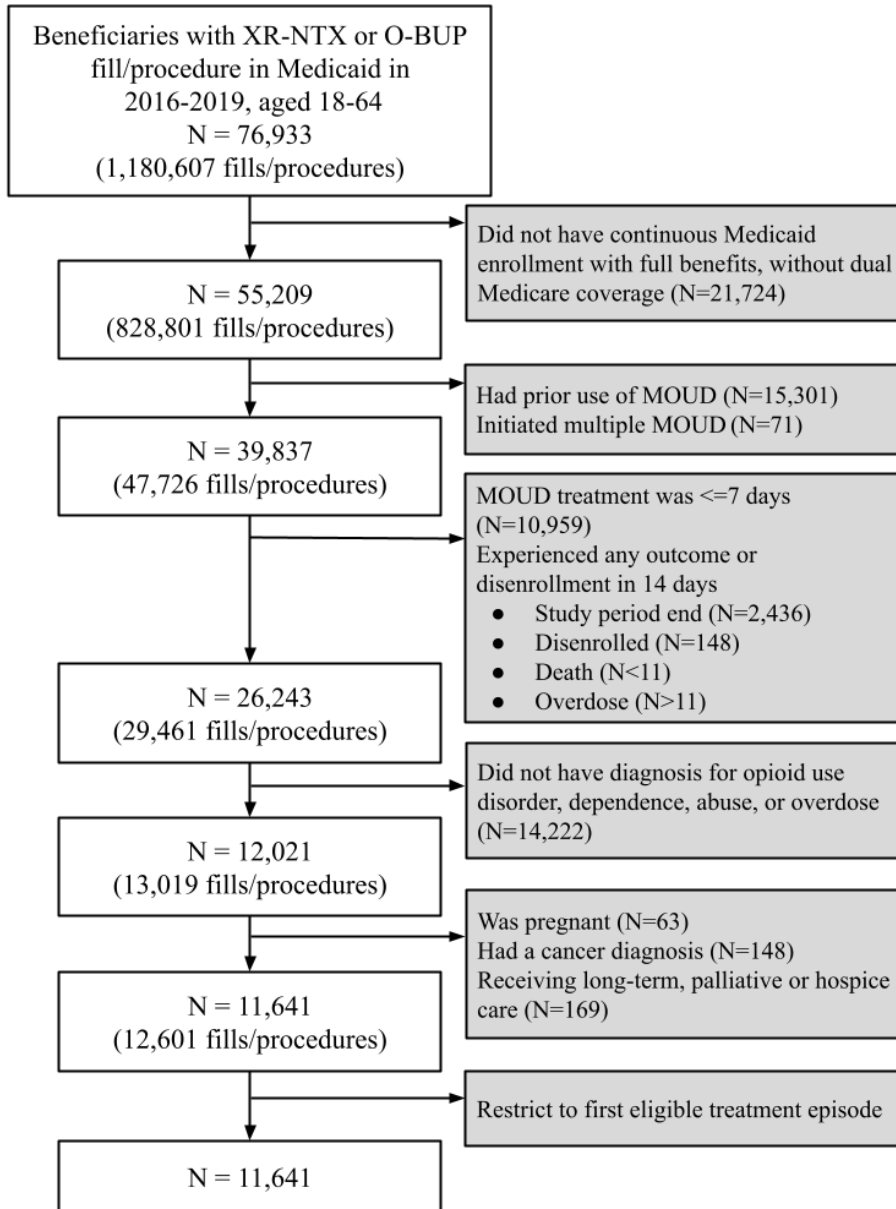 Beneficiaries with XR-NTX or O-BUP
fill/procedure in Medicaid in
2016-2019, aged 18-64
N = 76,933
(1,180,607 fills/procedures)
Did not have continuous Medicaid
enrollment with full benefits, without dual
Medicare coverage (N=21,724)
N = 55,209
(828,801 fills/procedures)
Had prior use of MOUD (N=15,301)
Initiated multiple MOUD (N=71)
N = 39,837
(47,726 fills/procedures)
MOUD treatment was <=7 days
(N=10,959)
Experienced any outcome or
disenrollment in 14 days
● Study period end (N=2,436)
● Disenrolled (N=148)
● Death (N<11)
● Overdose (N>11)
N = 26,243
(29,461 fills/procedures)
Did not have diagnosis for opioid use
disorder, dependence, abuse, or overdose
(N=14,222)
N = 12,021
(13,019 fills/procedures)
Was pregnant (N=63)
Had a cancer diagnosis (N=148)
Receiving long-term, palliative or hospice
care (N=169)
N = 11,641
(12,601 fills/procedures)
Restrict to first eligible treatment episode
N = 11,641